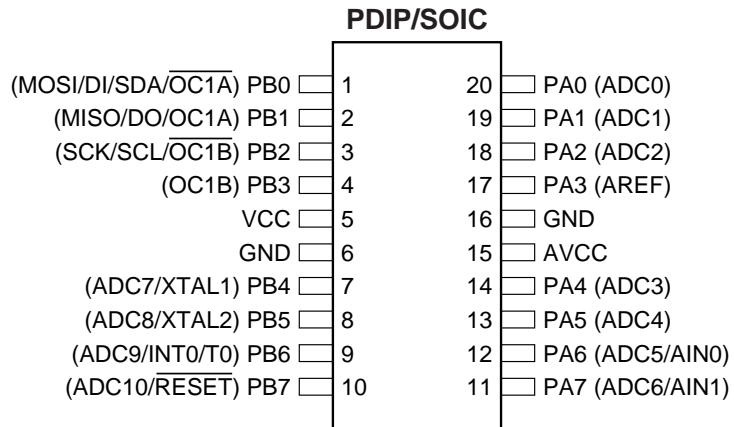 PDIP/SOIC
(MOSI/DI/SDA/O̅C̅1̅A̅) PB0 1 20 PA0 (ADC0)
(MISO/DO/OC1A) PB1 2 19 PA1 (ADC1)
(SCK/SCL/O̅C̅1̅B̅) PB2 3 18 PA2 (ADC2)
(OC1B) PB3 4 17 PA3 (AREF)
VCC 5 16 GND
GND 6 15 AVCC
(ADC7/XTAL1) PB4 7 14 PA4 (ADC3)
(ADC8/XTAL2) PB5 8 13 PA5 (ADC4)
(ADC9/INT0/T0) PB6 9 12 PA6 (ADC5/AIN0)
(ADC10/R̅E̅S̅E̅T̅) PB7 10 11 PA7 (ADC6/AIN1)